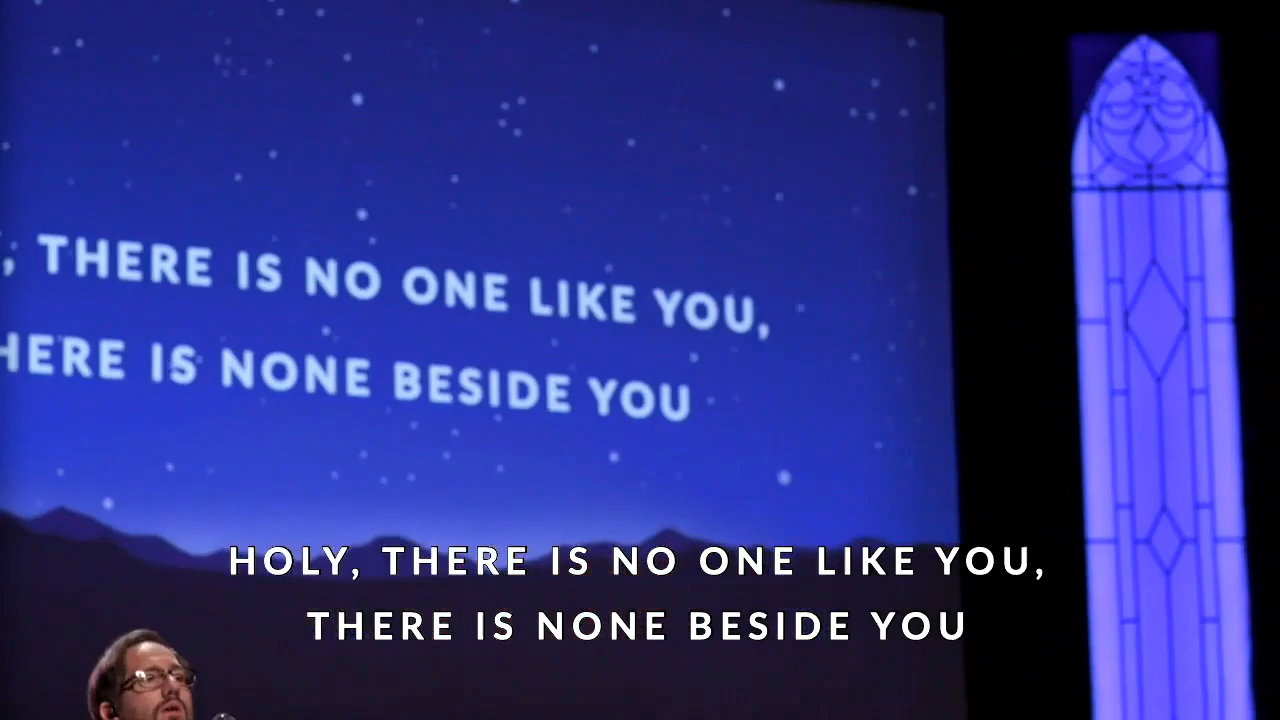 , THERE IS NO ONE LIKE YOU,
HERE IS NONE BESIDE YOU
HOLY, THERE IS NO ONE LIKE YOU,
THERE IS NONE BESIDE YOU